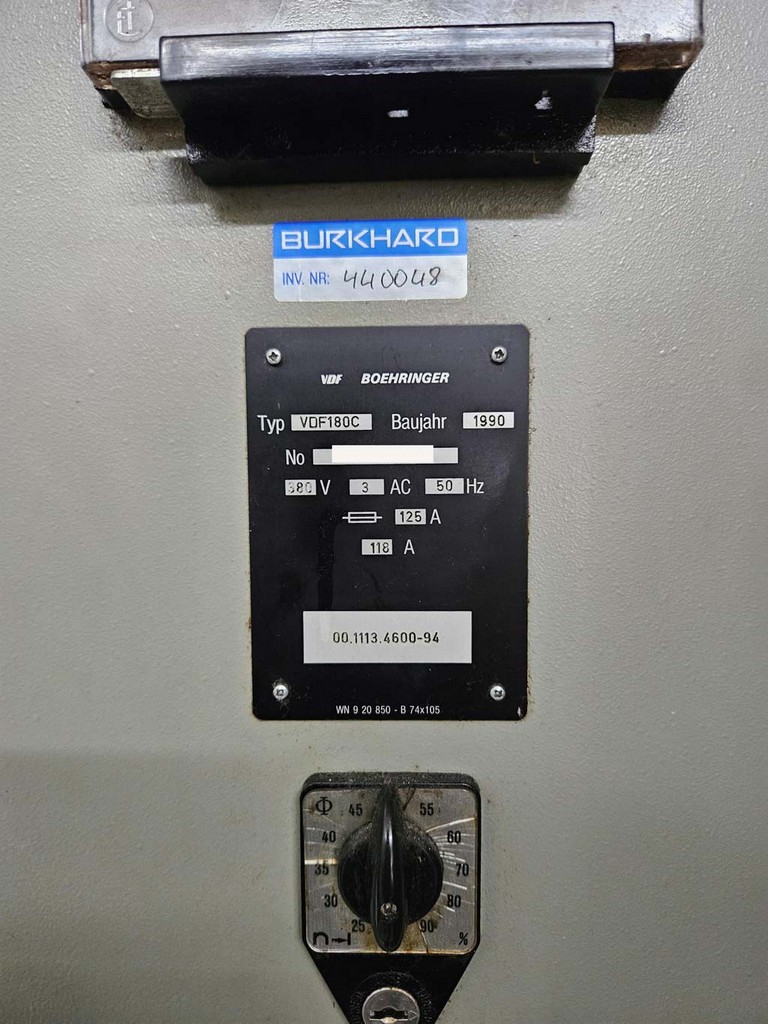 BURKHARD
INV. NR: 440048
VDF BOEHRINGER
Typ VDF180C Baujahr 1990
No
380 V 3 AC 50 Hz
125 A
118 A
00.1113.4600-94
WN 9 20 850 - B 74x105
Φ 45 55
40 60
35 70
30 80
25 90
%